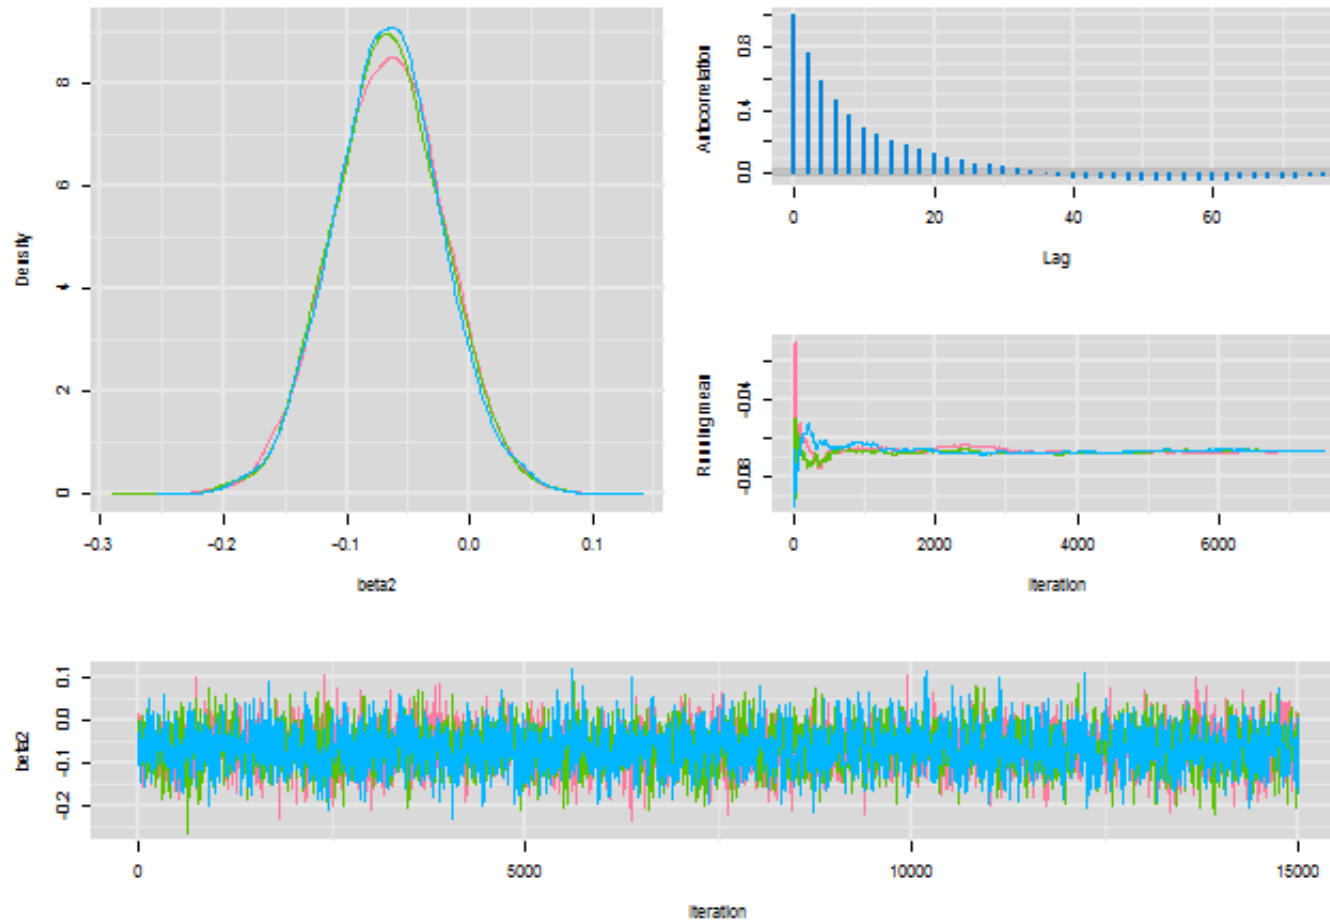 Density
8
6
4
2
0
-0.3 -0.2 -0.1 0.0 0.1
beta2
Autocorrelation
0.8
0.4
0.0
0 20 40 60
Lag
Running mean
-0.04
-0.08
0 2000 4000 6000
Iteration
beta2
0.1
0.0
-0.1
-0.2
0 5000 10000 15000
Iteration